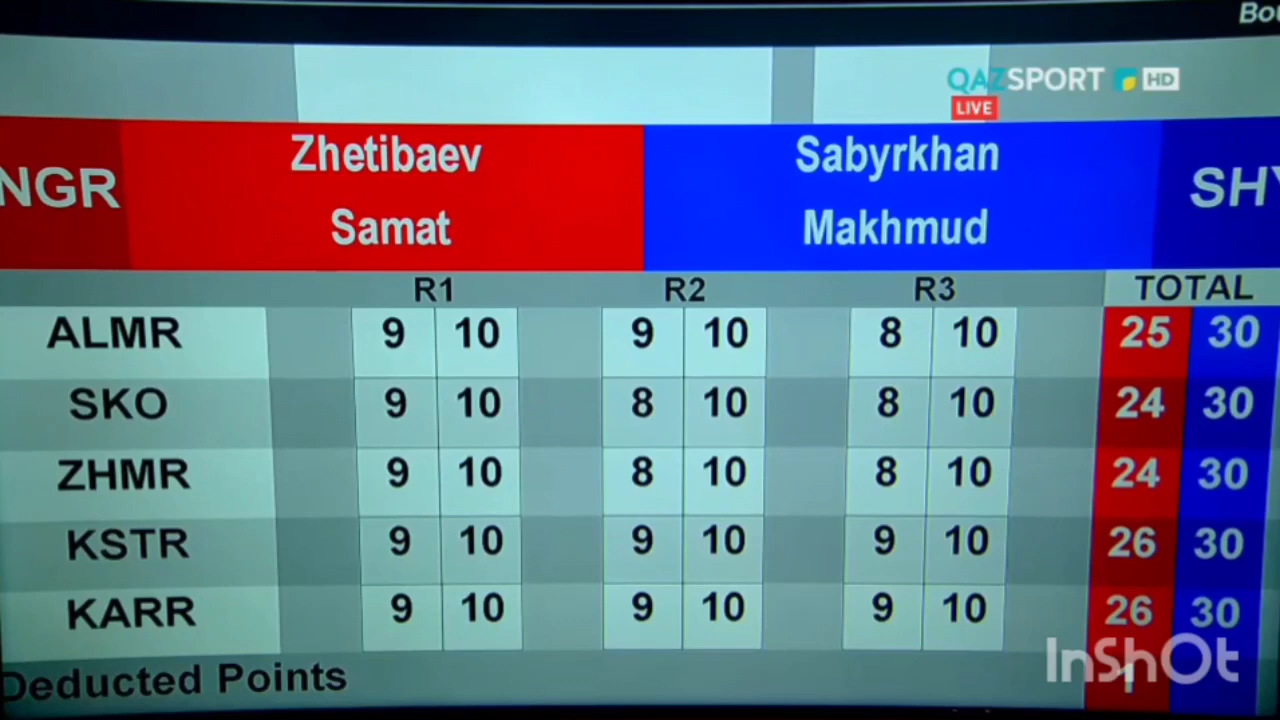 Bou
QAZSPORT HD
LIVE
NGR Zhetibaev Samat Sabyrkhan Makhmud SHY
R1 R2 R3 TOTAL
ALMR 9 10 9 10 8 10 25 30
SKO 9 10 8 10 8 10 24 30
ZHMR 9 10 8 10 8 10 24 30
KSTR 9 10 9 10 9 10 26 30
KARR 9 10 9 10 9 10 26 30
Deducted Points 1
InShOt